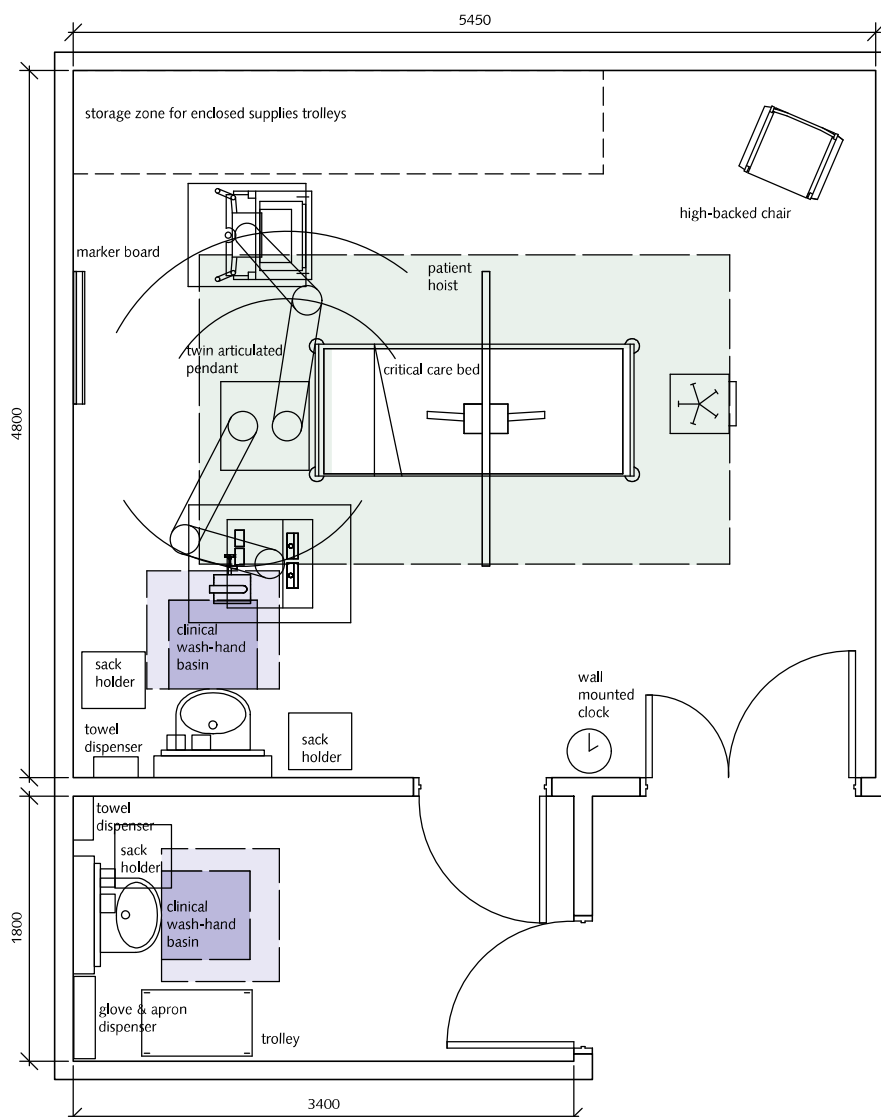 5450
storage zone for enclosed supplies trolleys
high-backed chair
marker board
patient
hoist
twin articulated
pendant
critical care bed
4800
clinical
wash-hand
basin
sack
holder
wall
mounted
clock
towel
dispenser
sack
holder
towel
dispenser
sack
holder
clinical
wash-hand
basin
1800
glove & apron
dispenser
trolley
3400